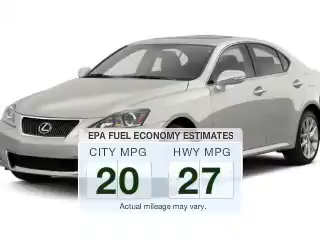 EPA FUEL ECONOMY ESTIMATES
CITY MPG HWY MPG
20 27
Actual mileage may vary.